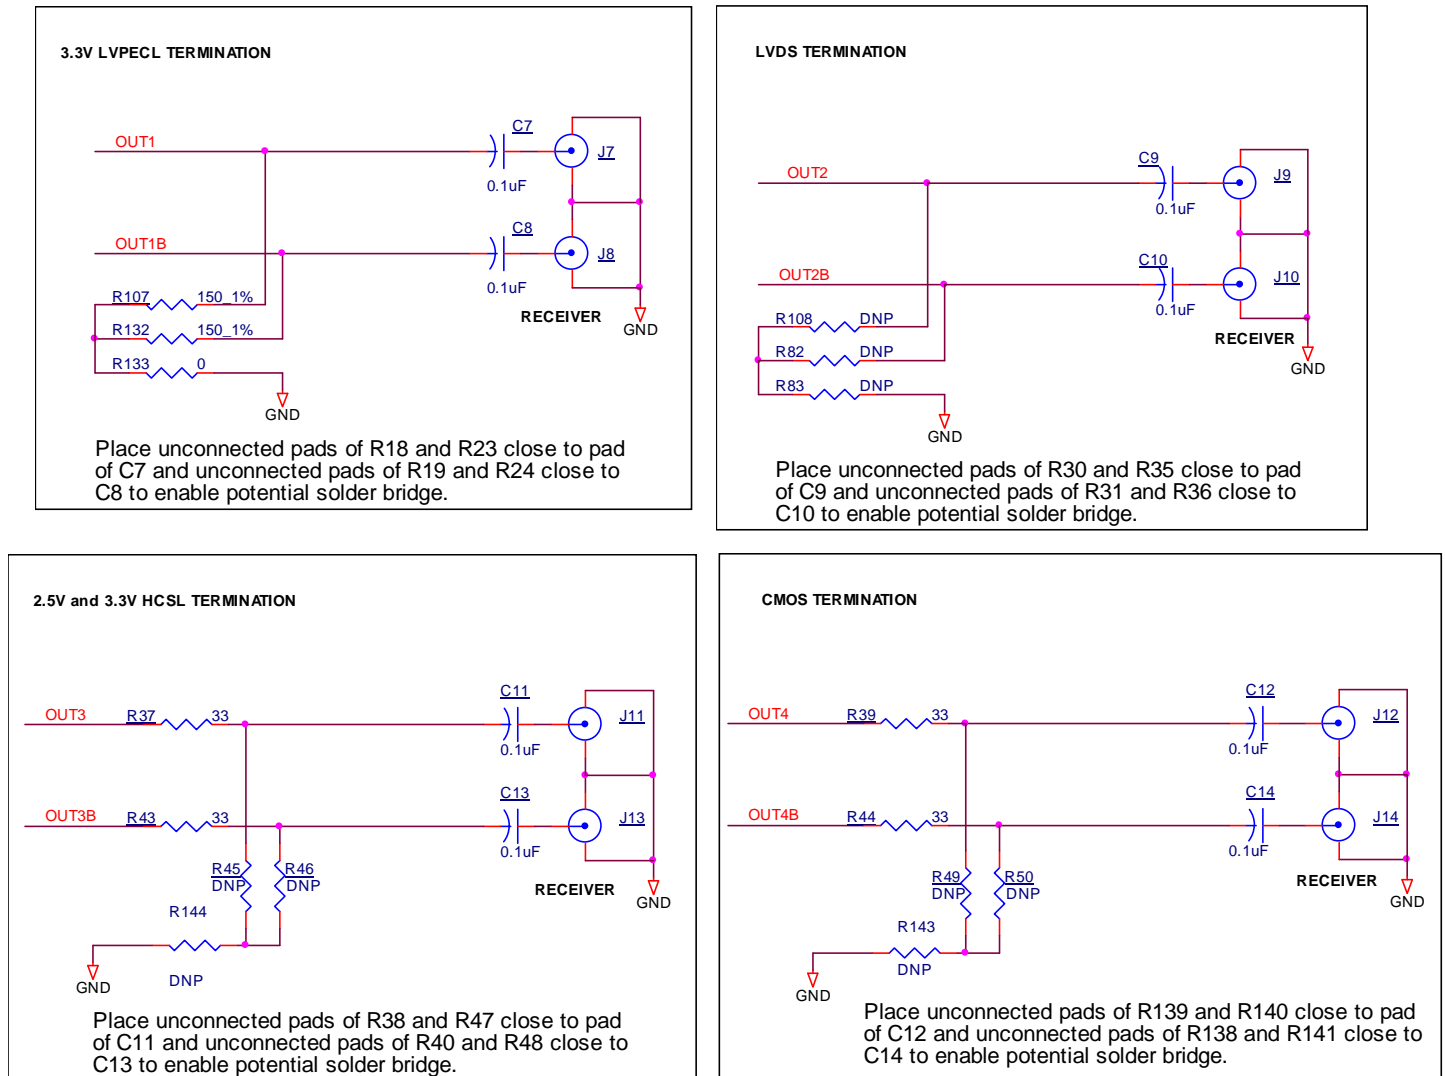 3.3V LVPECL TERMINATION
OUT1
C7
J7
0.1uF
OUT1B
C8
J8
0.1uF
R107 150_1%
R132 150_1%
R133 0
RECEIVER
GND
GND
Place unconnected pads of R18 and R23 close to pad
of C7 and unconnected pads of R19 and R24 close to
C8 to enable potential solder bridge.
LVDS TERMINATION
OUT2
C9
J9
0.1uF
OUT2B
C10
J10
0.1uF
R108 DNP
R82 DNP
R83 DNP
RECEIVER
GND
GND
Place unconnected pads of R30 and R35 close to pad
of C9 and unconnected pads of R31 and R36 close to
C10 to enable potential solder bridge.
2.5V and 3.3V HCSL TERMINATION
OUT3
R37 33
C11
J11
0.1uF
OUT3B
R43 33
C13
J13
0.1uF
R45 R46
DNP DNP
RECEIVER
GND
R144
DNP
GND
Place unconnected pads of R38 and R47 close to pad
of C11 and unconnected pads of R40 and R48 close to
C13 to enable potential solder bridge.
CMOS TERMINATION
OUT4
R39 33
C12
J12
0.1uF
OUT4B
R44 33
C14
J14
0.1uF
R49 R50
DNP DNP
RECEIVER
GND
R143
DNP
GND
Place unconnected pads of R139 and R140 close to pad
of C12 and unconnected pads of R138 and R141 close to
C14 to enable potential solder bridge.